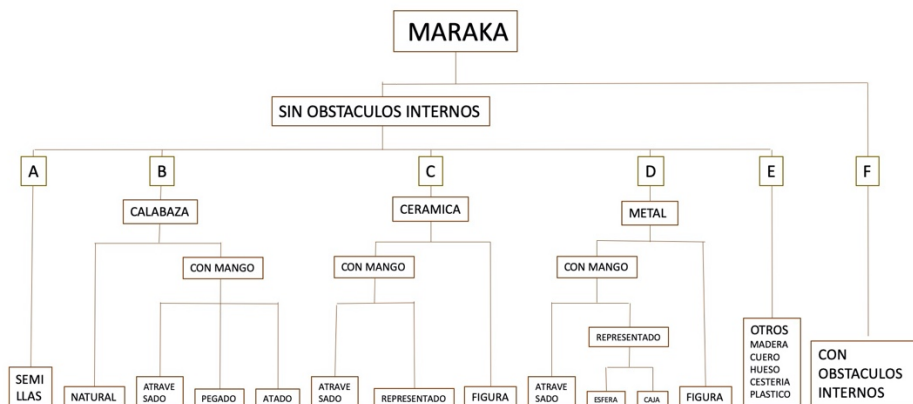 MARAKA
SIN OBSTACULOS INTERNOS
A
B
C
D
E
F
CALABAZA
CERAMICA
METAL
CON MANGO
CON MANGO
CON MANGO
REPRESENTADO
SEMI
LLAS
NATURAL
ATRAVE
SADO
PEGADO
ATADO
ATRAVE
SADO
REPRESENTADO
FIGURA
ATRAVE
SADO
ESFERA
CAJA
FIGURA
OTROS
MADERA
CUERO
HUESO
CESTERIA
PLASTICO
CON
OBSTACULOS
INTERNOS